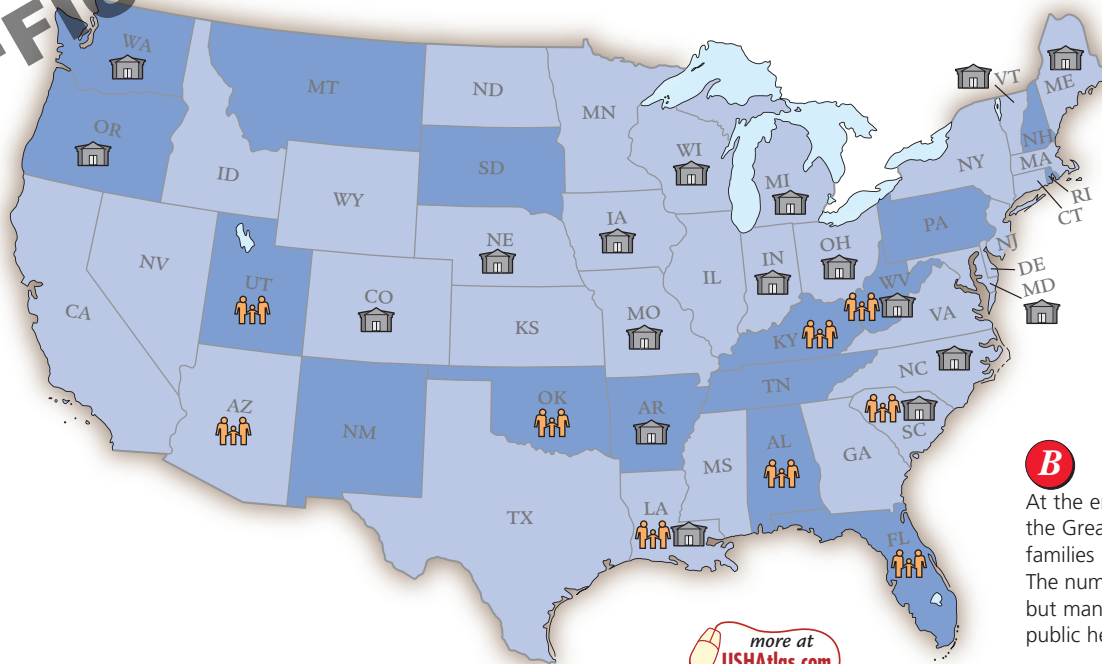 WA
MT
ND
MN
VT
ME
OR
ID
SD
WI
MI
NY
NH
MA
RI
CT
WY
NE
IA
PA
NJ
NV
UT
CO
IL
IN
OH
WV
DE
MD
CA
KS
MO
KY
VA
NC
AZ
NM
OK
AR
TN
SC
TX
LA
MS
AL
GA
FL
B
At the e
the Grea
families
The num
but man
public he
more at
USHAtlas.com